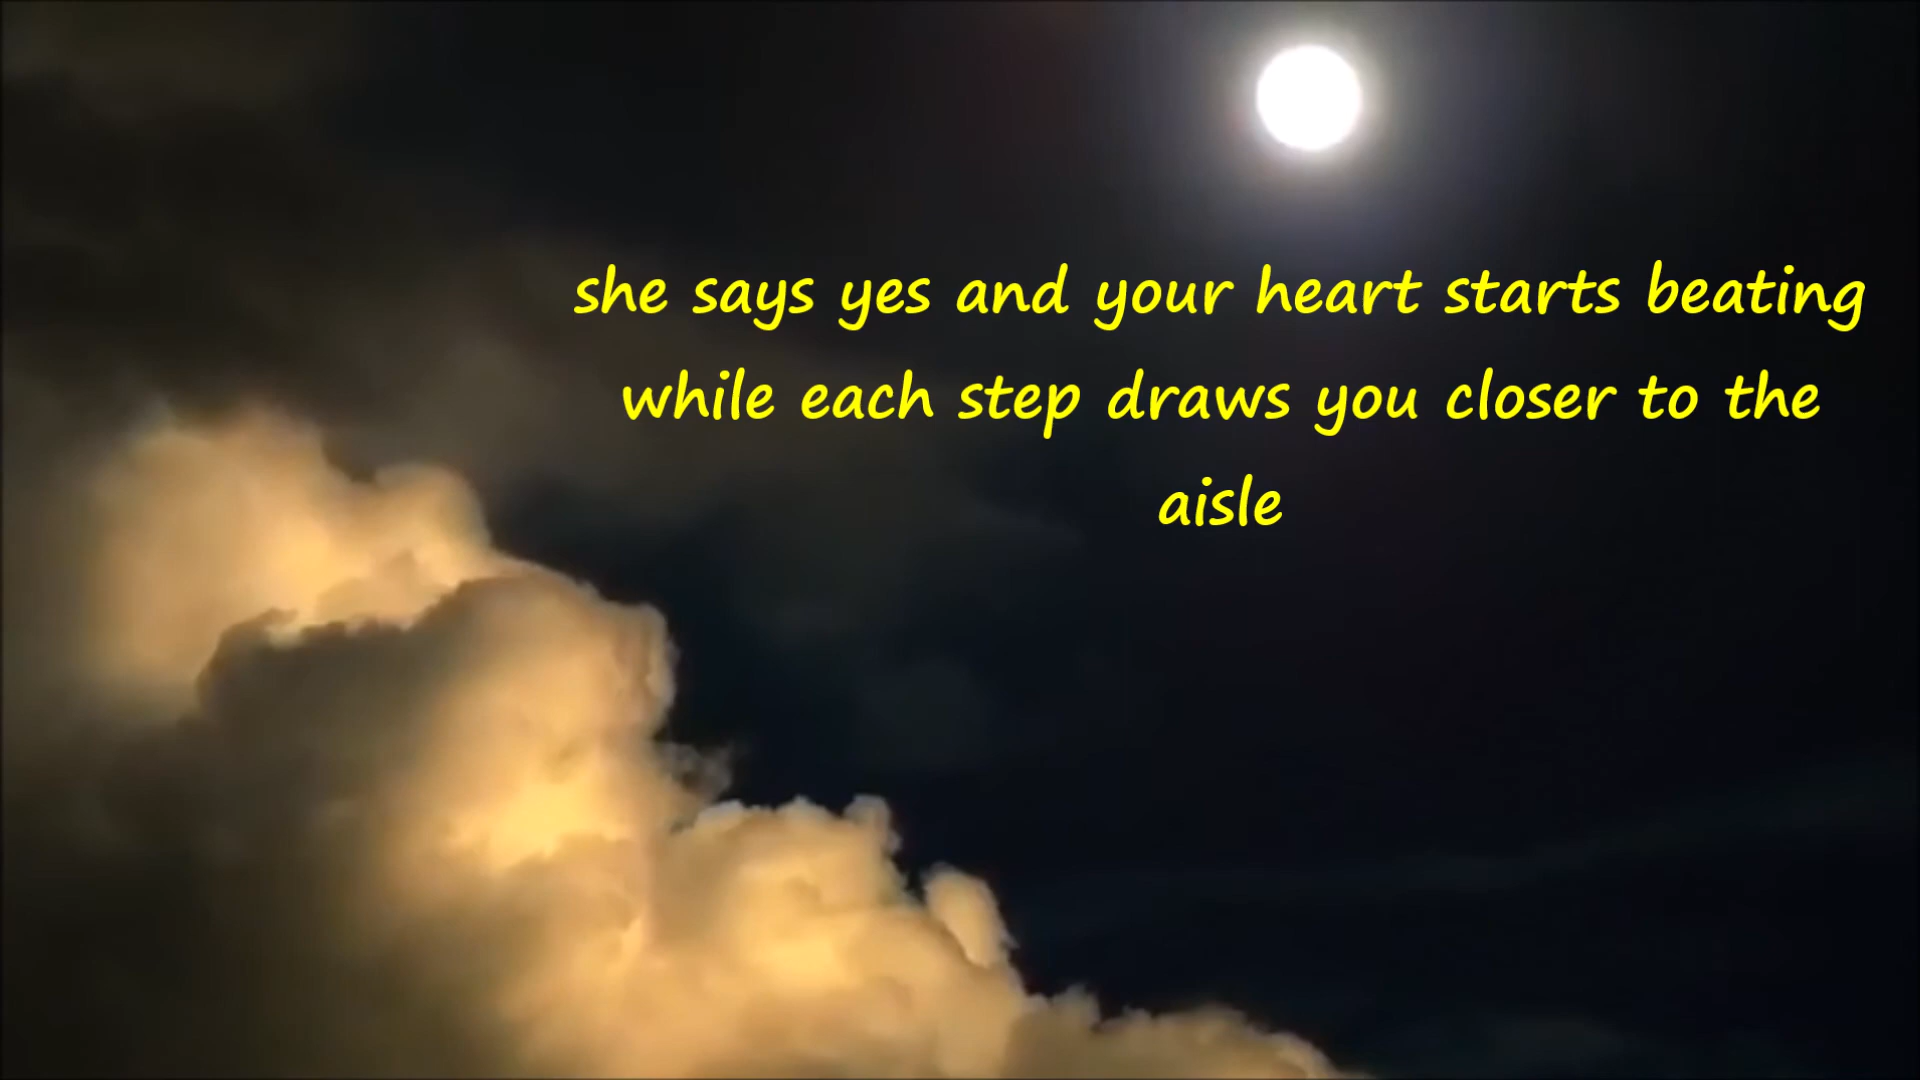 she says yes and your heart starts beating
while each step draws you closer to the
aisle